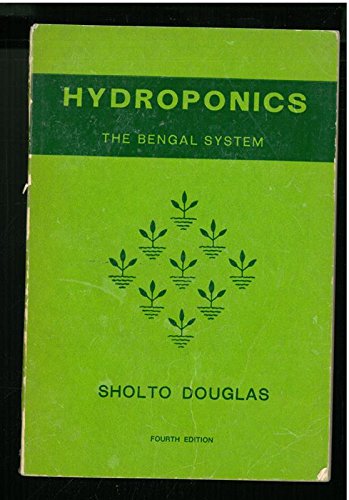 HYDROPONICS
THE BENGAL SYSTEM
SHOLTO DOUGLAS
FOURTH EDITION